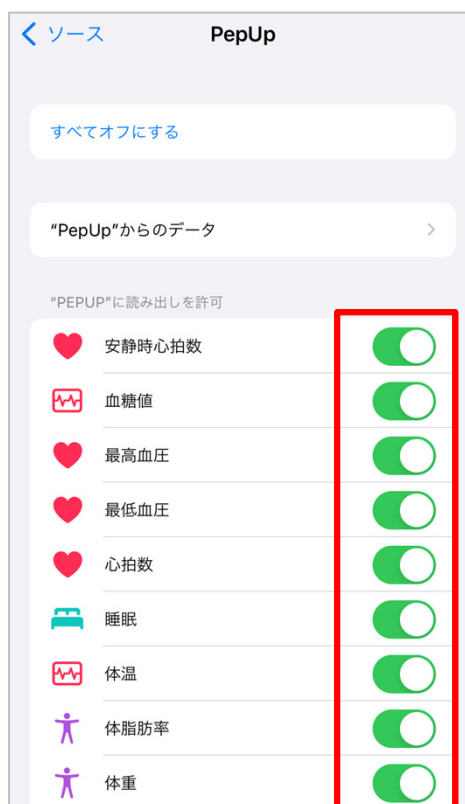 ソース PepUp
すべてオフにする
“PepUp”からのデータ
“PEPUP”に読み出しを許可
安静時心拍数
血糖値
最高血圧
最低血圧
心拍数
睡眠
体温
体脂肪率
体重